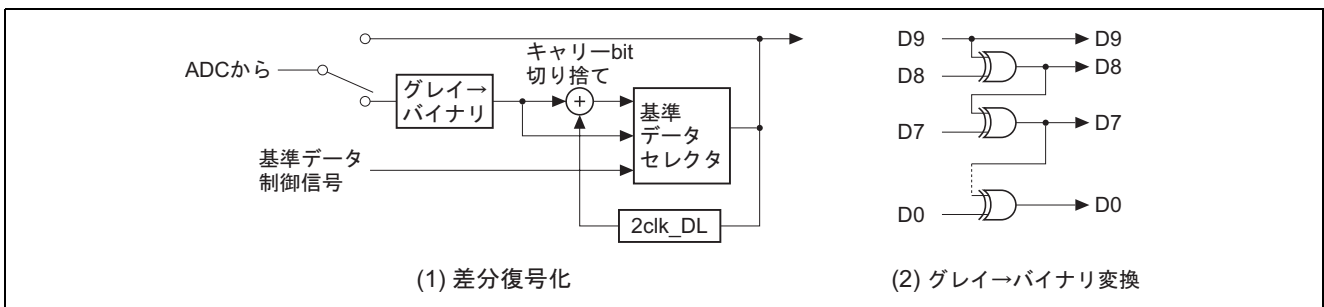 ADCから
グレイ→
バイナリ
キャリーbit
切り捨て
+
基準
データ
セレクタ
基準データ
制御信号
2clk_DL
(1) 差分復号化
D9
D9
D8
D8
D7
D7
D0
D0
(2) グレイ→バイナリ変換